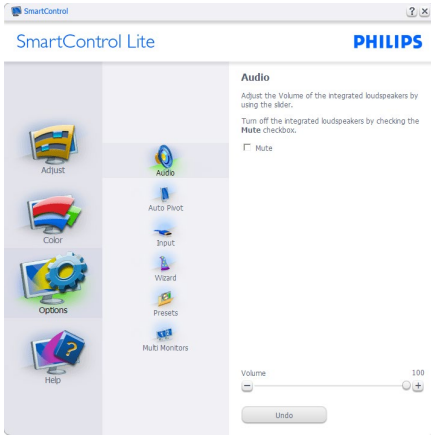 SmartControl
SmartControl Lite
PHILIPS
Adjust
Color
Options
Help
Audio
Auto Pivot
Input
Wizard
Presets
Multi Monitors
Audio
Adjust the Volume of the integrated loudspeakers by
using the slider.
Turn off the integrated loudspeakers by checking the
Mute checkbox.
Mute
Volume 100
Undo